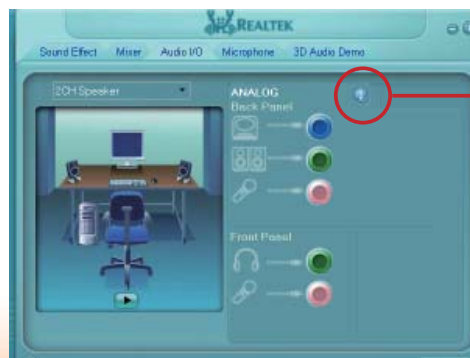 REALTEK
Sound Effect Mixer Audio I/O Microphone 3D Audio Demo
2CH Speaker
ANALOG
Back Panel
Front Panel